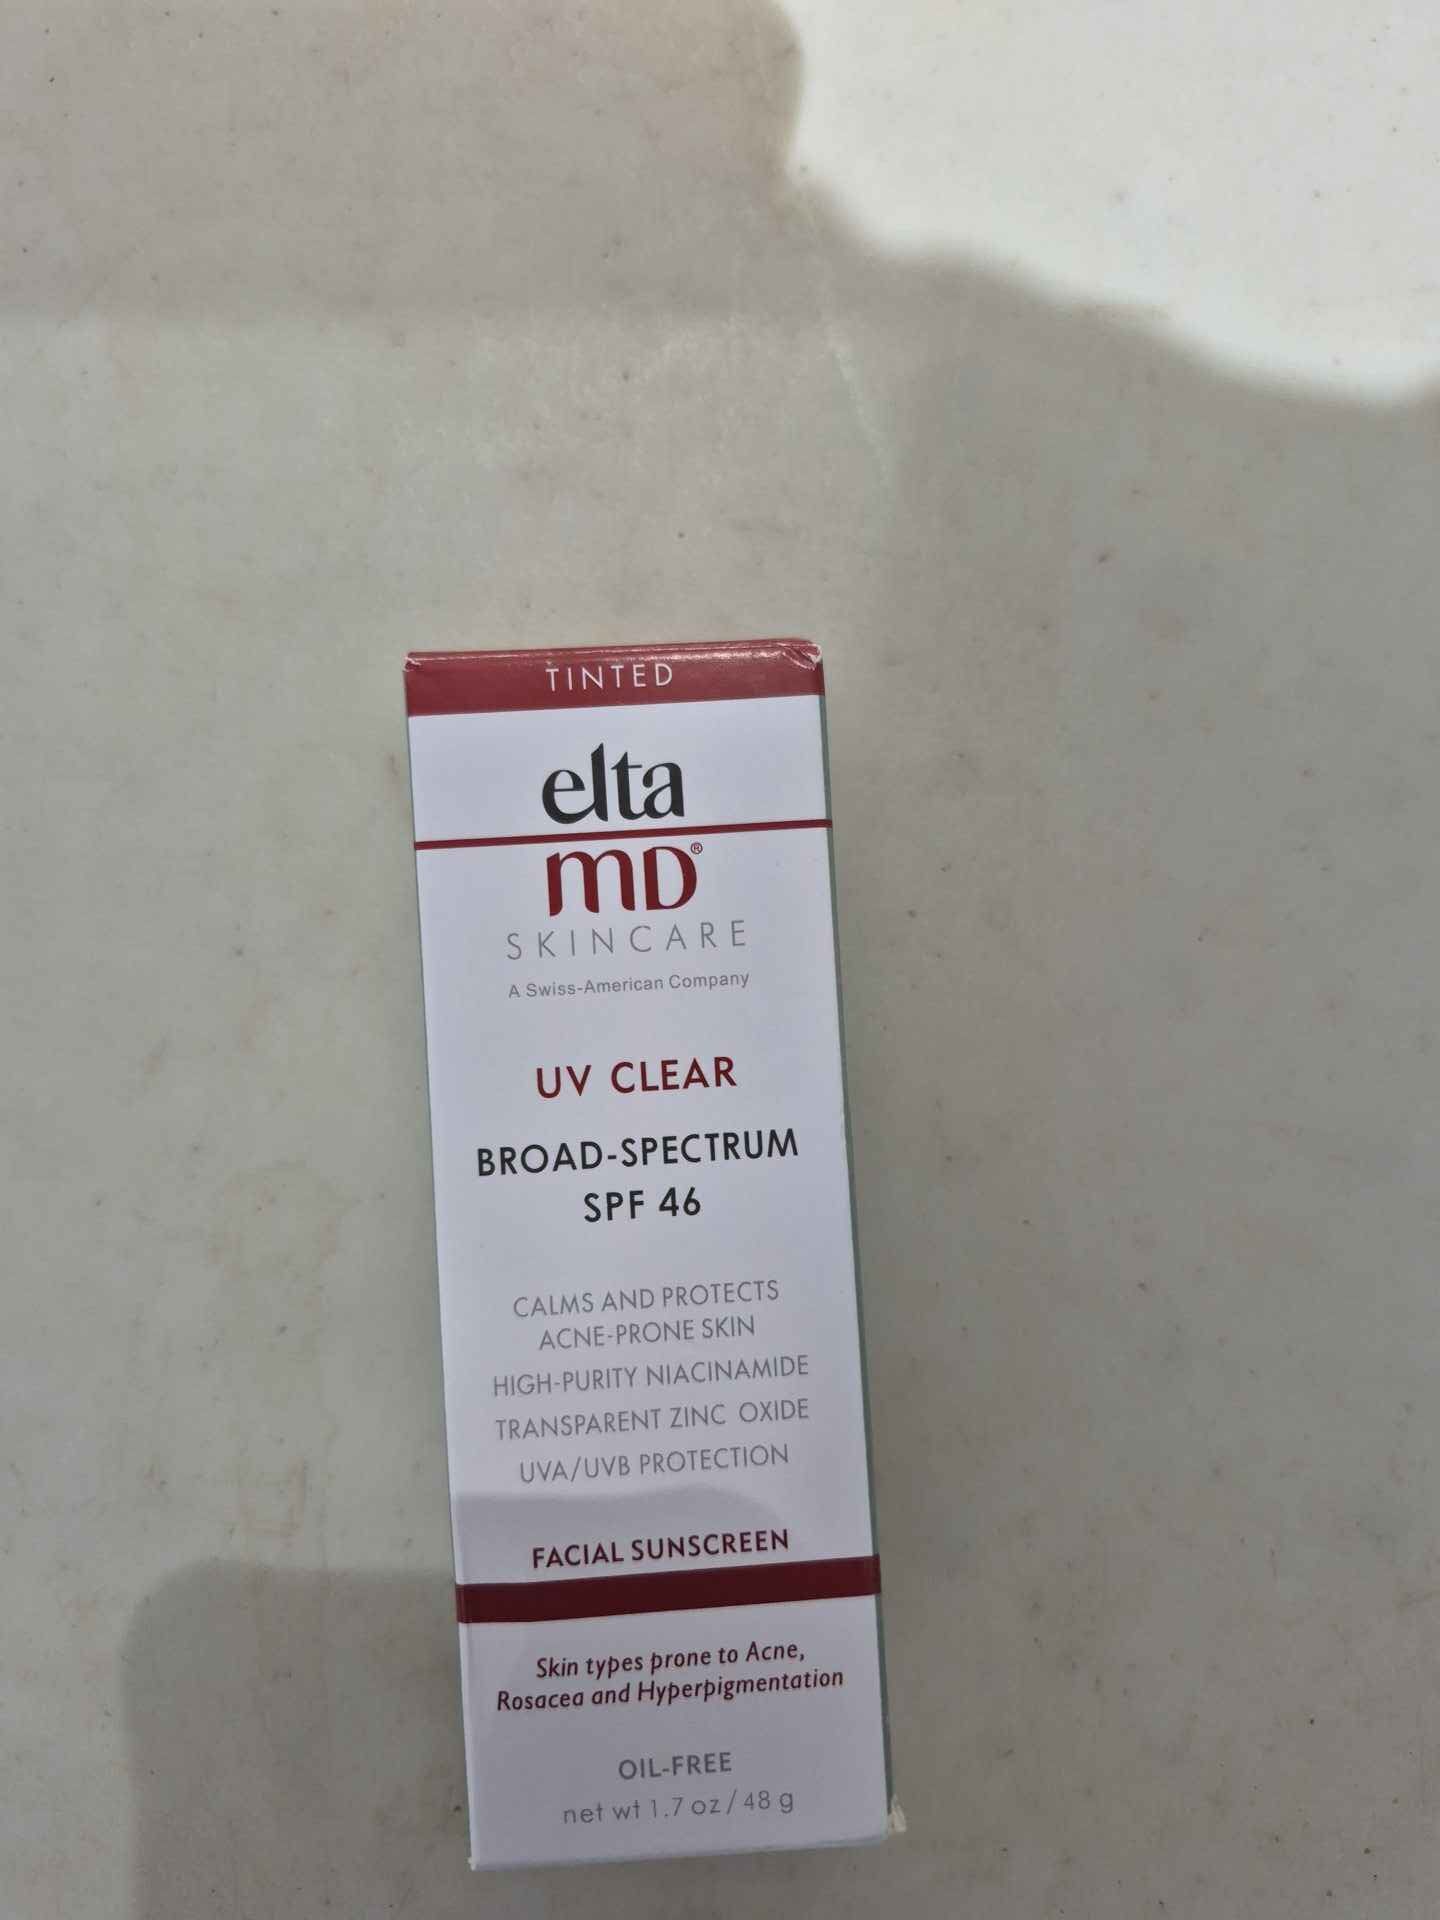 TINTED
elta
MD®
SKINCARE
A Swiss-American Company
UV CLEAR
BROAD-SPECTRUM
SPF 46
CALMS AND PROTECTS
ACNE-PRONE SKIN
HIGH-PURITY NIACINAMIDE
TRANSPARENT ZINC OXIDE
UVA/UVB PROTECTION
FACIAL SUNSCREEN
Skin types prone to Acne,
Rosacea and Hyperpigmentation
OIL-FREE
net wt 1.7 oz / 48 g